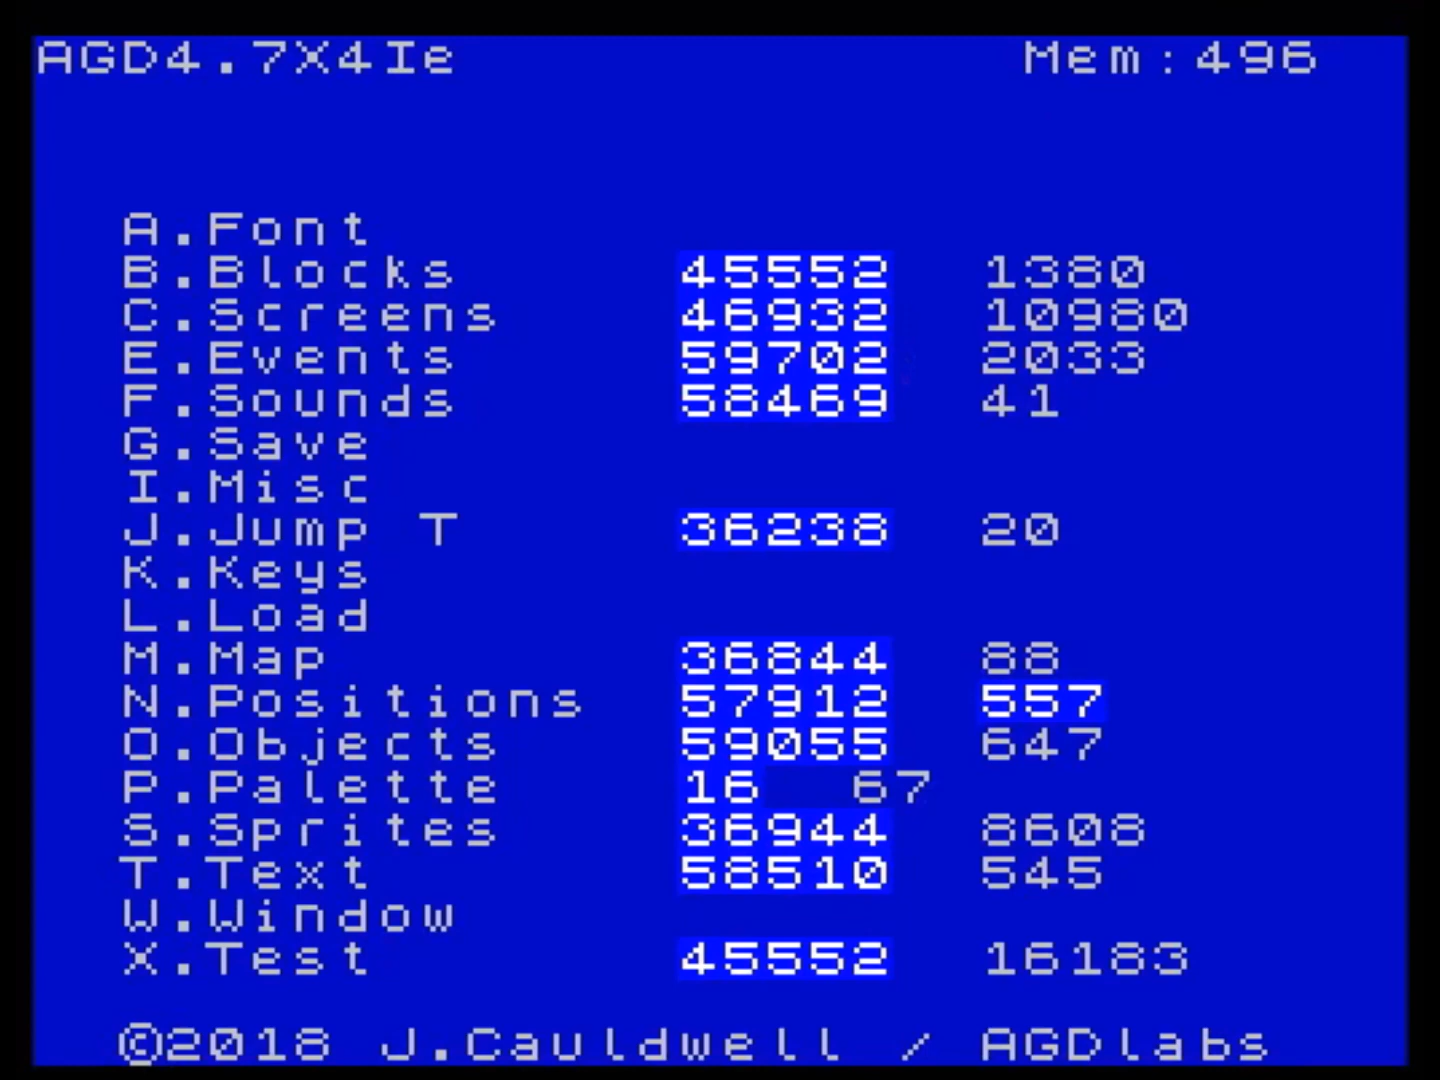 AGD4.7X4Ie Mem:496
A.Font
B.Blocks 45552 1380
C.Screens 46932 10980
E.Events 59702 2033
F.Sounds 58469 41
G.Save
I.Misc
J.Jump T 36238 20
K.Keys
L.Load
M.Map 36844 88
N.Positions 57912 557
O.Objects 59055 647
P.Palette 16 67
S.Sprites 36944 8608
T.Text 58510 545
W.Window
X.Test 45552 16183
©2018 J.Cauldwell / AGDlabs